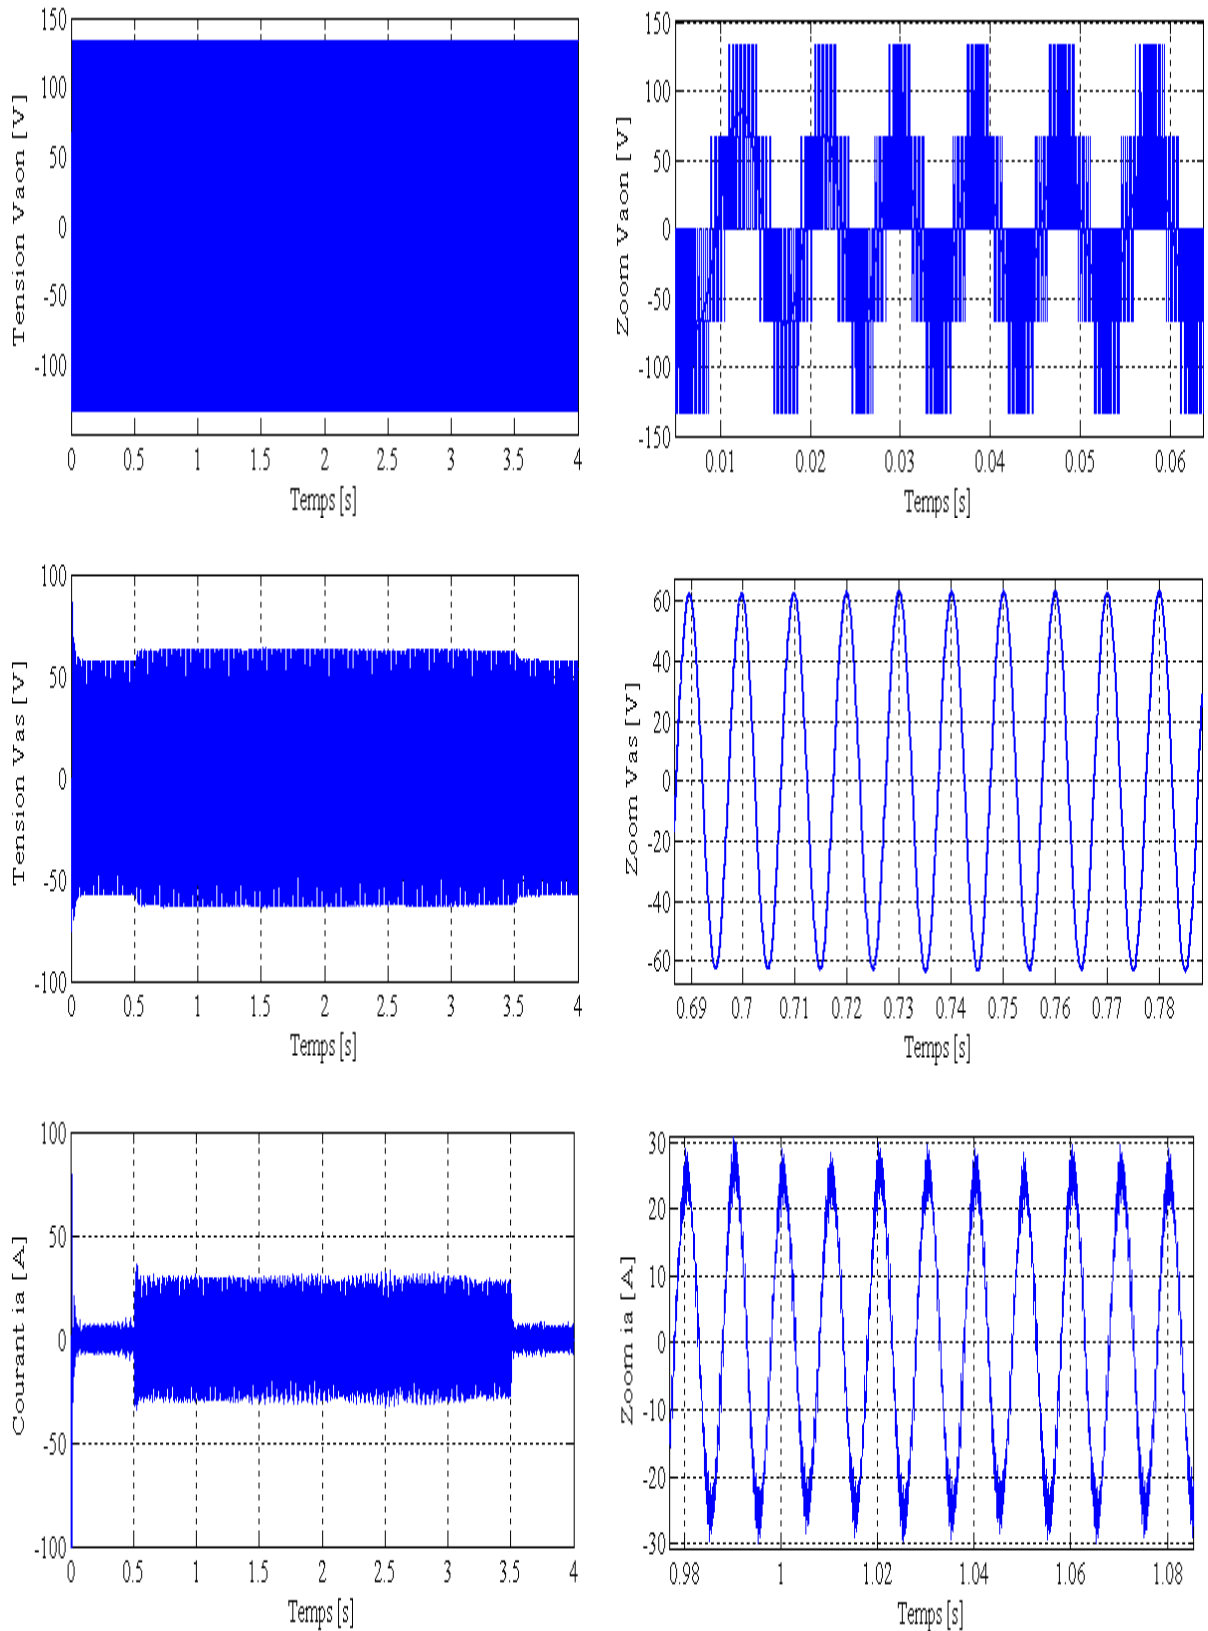 Tension Vaon [V]
150
100
50
0
-50
-100
0 0.5 1 1.5 2 2.5 3 3.5 4
Temps[s]
Zoom Vaon [V]
150
100
50
0
-50
-100
-150
0.01 0.02 0.03 0.04 0.05 0.06
Temps[s]
Tension Vas [V]
100
50
0
-50
-100
0 0.5 1 1.5 2 2.5 3 3.5 4
Temps[s]
Zoom Vas [V]
60
40
20
0
-20
-40
-60
0.69 0.7 0.71 0.72 0.73 0.74 0.75 0.76 0.77 0.78
Temps[s]
Courant ia [A]
100
50
0
-50
-100
0 0.5 1 1.5 2 2.5 3 3.5 4
Temps[s]
Zoom ia [A]
30
20
10
0
-10
-20
-30
0.98 1 1.02 1.04 1.06 1.08
Temps[s]